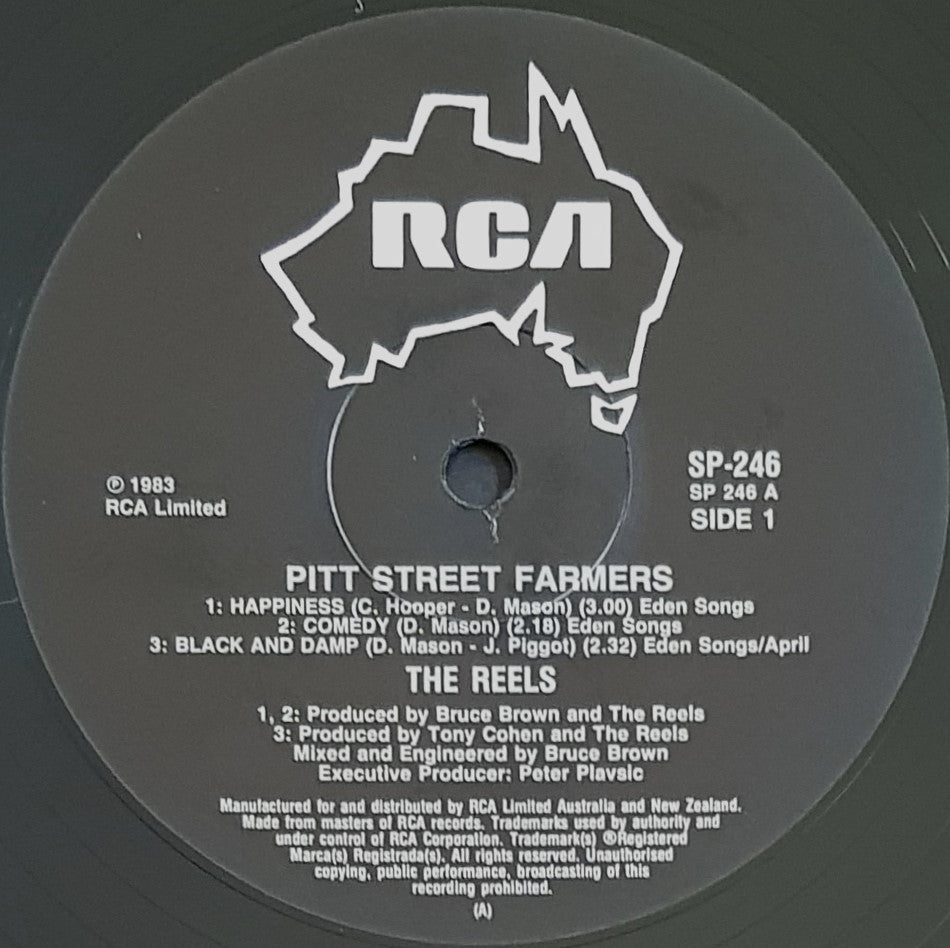 RCA
SP-246
SP 246 A
SIDE 1
℗ 1983
RCA Limited
PITT STREET FARMERS
1: HAPPINESS (C. Hooper - D. Mason) (3.00) Eden Songs
2: COMEDY (D. Mason) (2.18) Eden Songs
3: BLACK AND DAMP (D. Mason - J. Piggot) (2.32) Eden Songs/April
THE REELS
1, 2: Produced by Bruce Brown and The Reels
3: Produced by Tony Cohen and The Reels
Mixed and Engineered by Bruce Brown
Executive Producer: Peter Plavsic
Manufactured for and distributed by RCA Limited Australia and New Zealand.
Made from masters of RCA records. Trademarks used by authority and
under control of RCA Corporation. Trademark(s) ®Registered
Marca(s) Registrada(s). All rights reserved. Unauthorised
copying, public performance, broadcasting of this
recording prohibited.
(A)